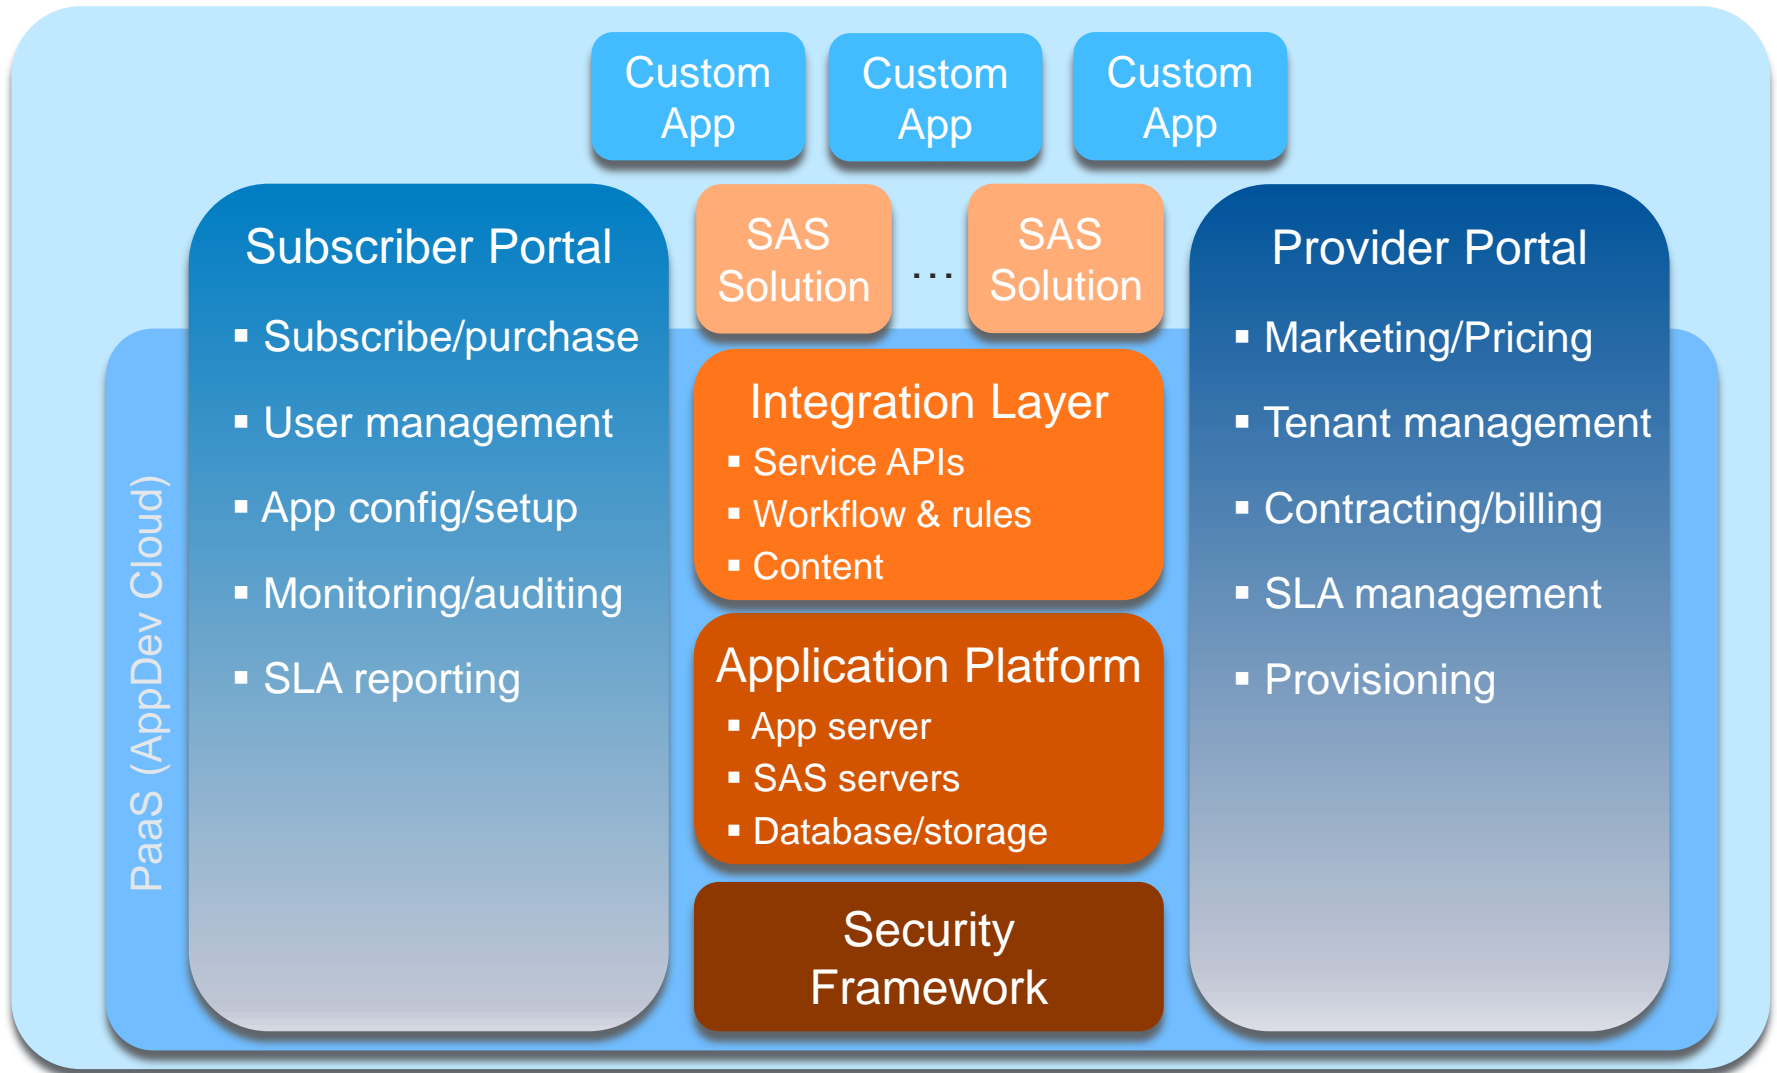 Custom
App
Custom
App
Custom
App
Subscriber Portal
▪ Subscribe/purchase
▪ User management
▪ App config/setup
▪ Monitoring/auditing
▪ SLA reporting
SAS
Solution
...
SAS
Solution
Integration Layer
▪ Service APIs
▪ Workflow & rules
▪ Content
Application Platform
▪ App server
▪ SAS servers
▪ Database/storage
Security
Framework
Provider Portal
▪ Marketing/Pricing
▪ Tenant management
▪ Contracting/billing
▪ SLA management
▪ Provisioning
PaaS (AppDev Cloud)